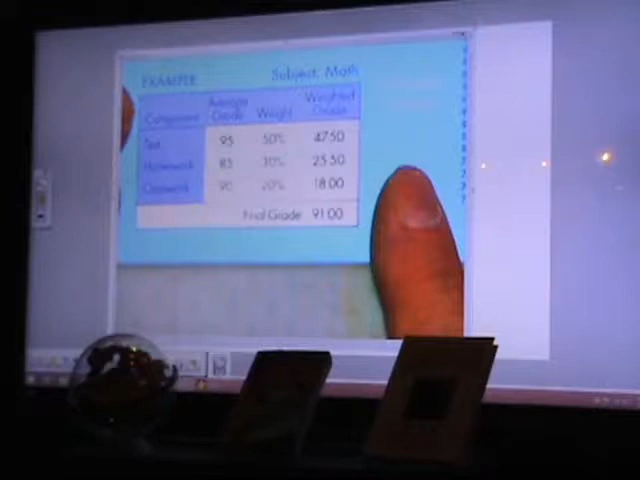 EXAMPLE Subject: Math
Component Average Grade Weight Weighted Grade
Test 95 50% 47.50
Homework 85 30% 25.50
Classwork 90 20% 18.00
Final Grade 91.00